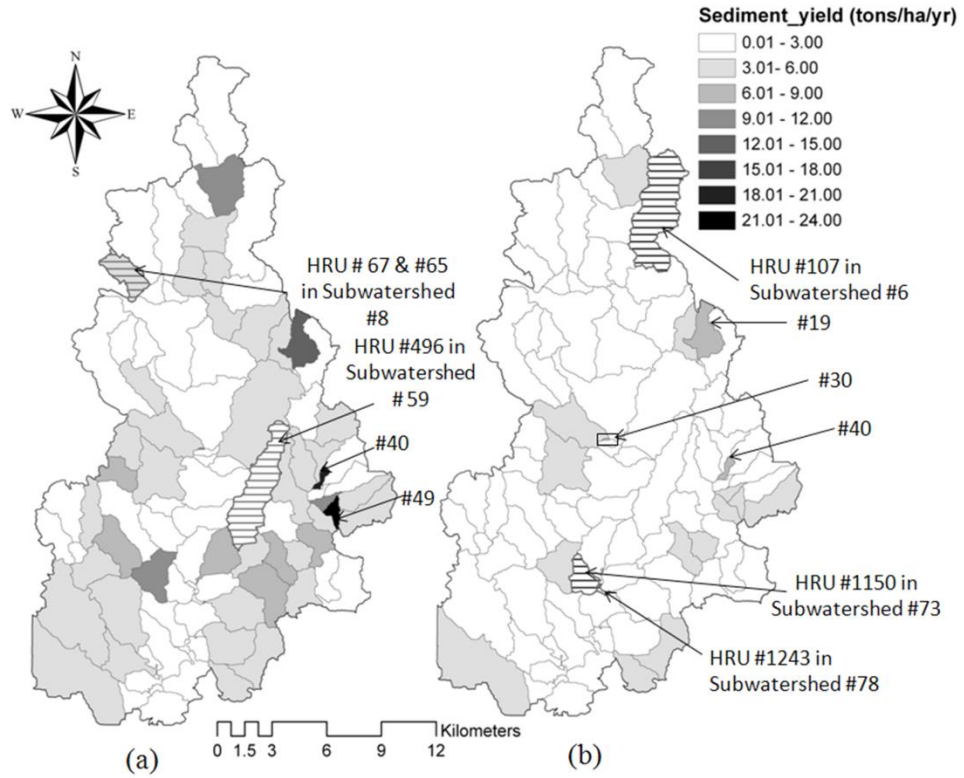 Sediment_yield (tons/ha/yr)
0.01 - 3.00
3.01 - 6.00
6.01 - 9.00
9.01 - 12.00
12.01 - 15.00
15.01 - 18.00
18.01 - 21.00
21.01 - 24.00
N
W
E
S
HRU # 67 & #65
in Subwatershed
#8
HRU #496 in
Subwatershed
# 59
#40
#49
HRU #107 in
Subwatershed #6
#19
#30
#40
HRU #1150 in
Subwatershed #73
HRU #1243 in
Subwatershed #78
Kilometers
0 1.5 3 6 9 12
(a)
(b)